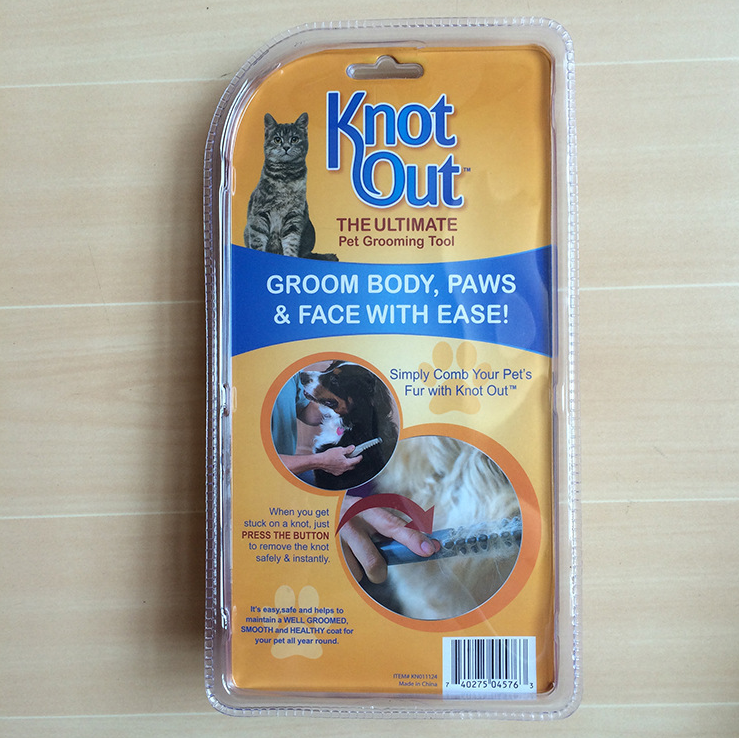 Knot
Out™
THE ULTIMATE
Pet Grooming Tool
GROOM BODY, PAWS
& FACE WITH EASE!
Simply Comb Your Pet's
Fur with Knot Out™
When you get
stuck on a knot, just
PRESS THE BUTTON
to remove the knot
safely & instantly.
It's easy,safe and helps to
maintain a WELL GROOMED,
SMOOTH and HEALTHY coat for
your pet all year round.
ITEM# KN011124
Made in China
7 40275 04576 3